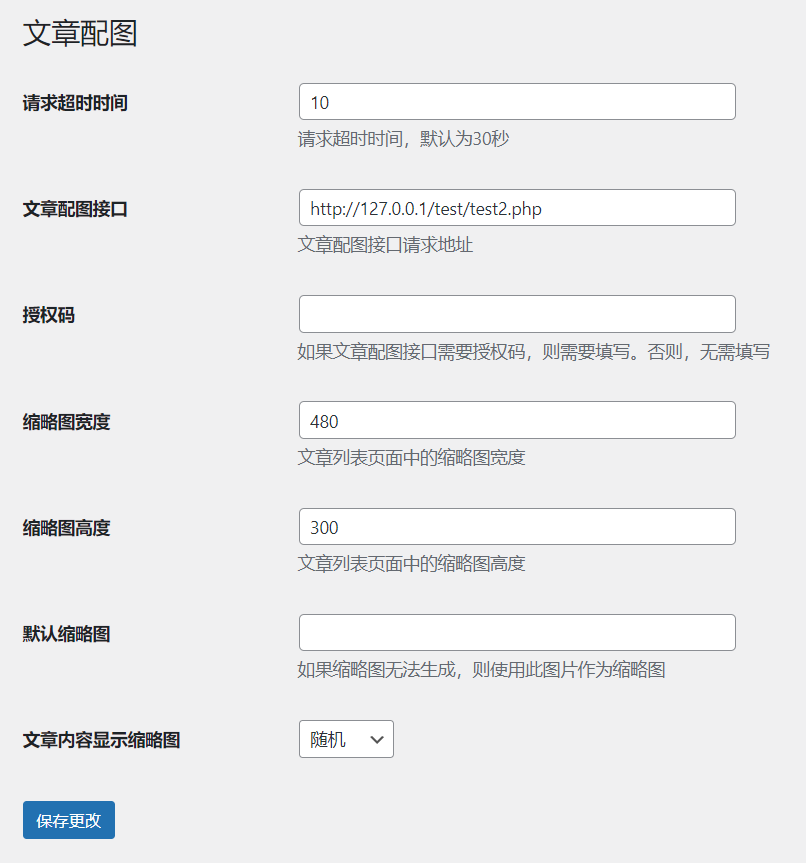 文章配图
请求超时时间
10
请求超时时间，默认为30秒
文章配图接口
http://127.0.0.1/test/test2.php
文章配图接口请求地址
授权码
如果文章配图接口需要授权码，则需要填写。否则，无需填写
缩略图宽度
480
文章列表页面中的缩略图宽度
缩略图高度
300
文章列表页面中的缩略图高度
默认缩略图
如果缩略图无法生成，则使用此图片作为缩略图
文章内容显示缩略图
随机
保存更改